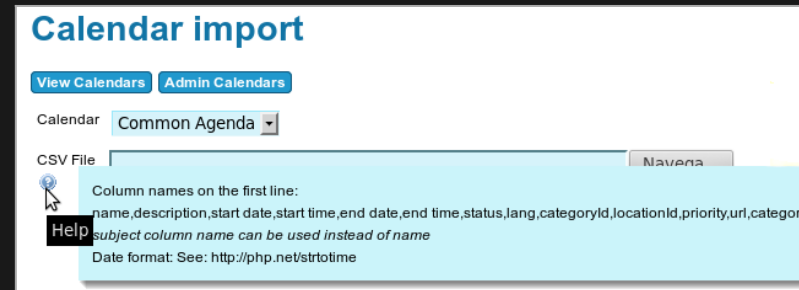 Calendar import
View Calendars Admin Calendars
Calendar Common Agenda
CSV File Navega...
Column names on the first line:
name,description,start date,start time,end date,end time,status,lang,categoryId,locationId,priority,url,categor
Help subject column name can be used instead of name
Date format: See: http://php.net/strtotime